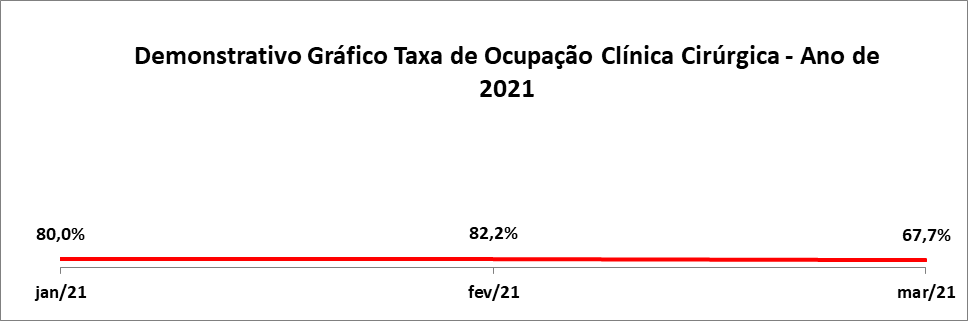 Demonstrativo Gráfico Taxa de Ocupação Clínica Cirúrgica - Ano de
2021
80,0%
82,2%
67,7%
jan/21
fev/21
mar/21